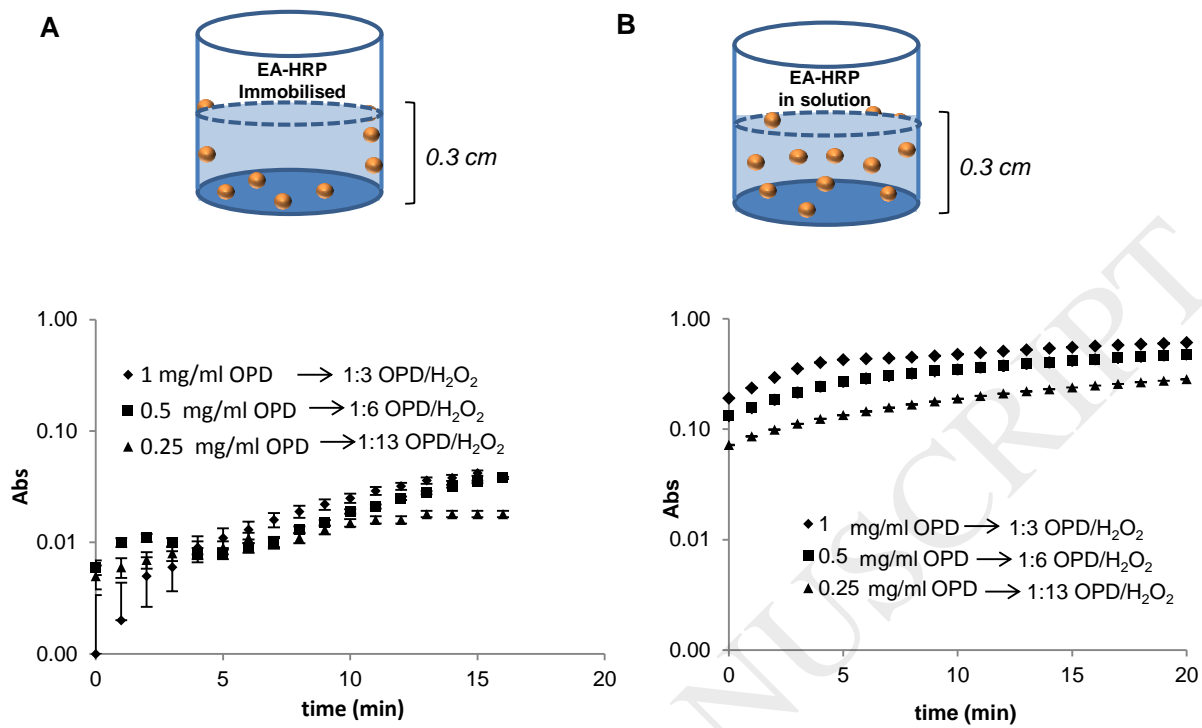 A
EA-HRP
Immobilised
0.3 cm
B
EA-HRP
in solution
0.3 cm
1.00
0.10
0.01
0.00
Abs
1 mg/ml OPD → 1:3 OPD/H₂O₂
0.5 mg/ml OPD → 1:6 OPD/H₂O₂
0.25 mg/ml OPD → 1:13 OPD/H₂O₂
0 5 10 15 20
time (min)
1.00
0.10
0.01
0.00
Abs
1 mg/ml OPD → 1:3 OPD/H₂O₂
0.5 mg/ml OPD → 1:6 OPD/H₂O₂
0.25 mg/ml OPD → 1:13 OPD/H₂O₂
0 5 10 15 20
time (min)
NUSCRIPT